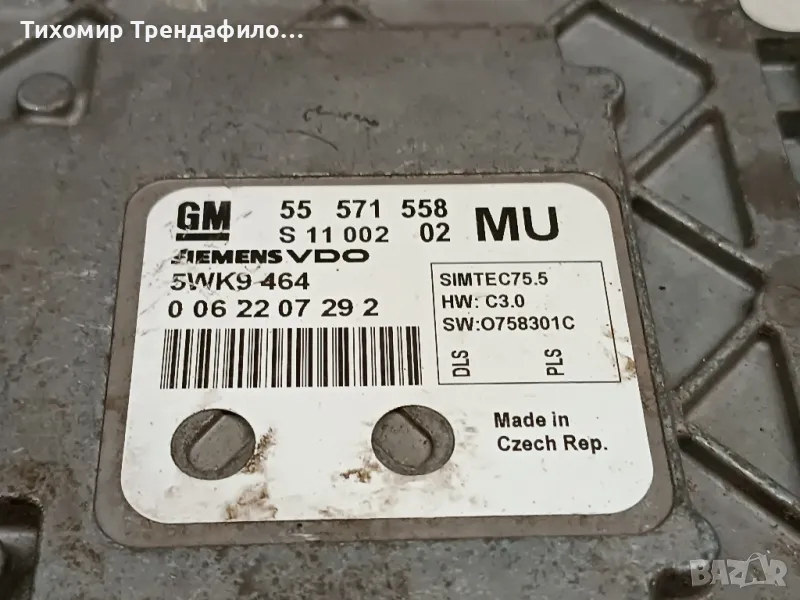 Тихомир Трендафило...
GM 55 571 558 MU
S 11 002 02
SIEMENS VDO
5WK9 464
0 06 22 07 29 2
SIMTEC75.5
HW: C3.0
SW:O758301C
DLS
PLS
Made in
Czech Rep.
BAZAR